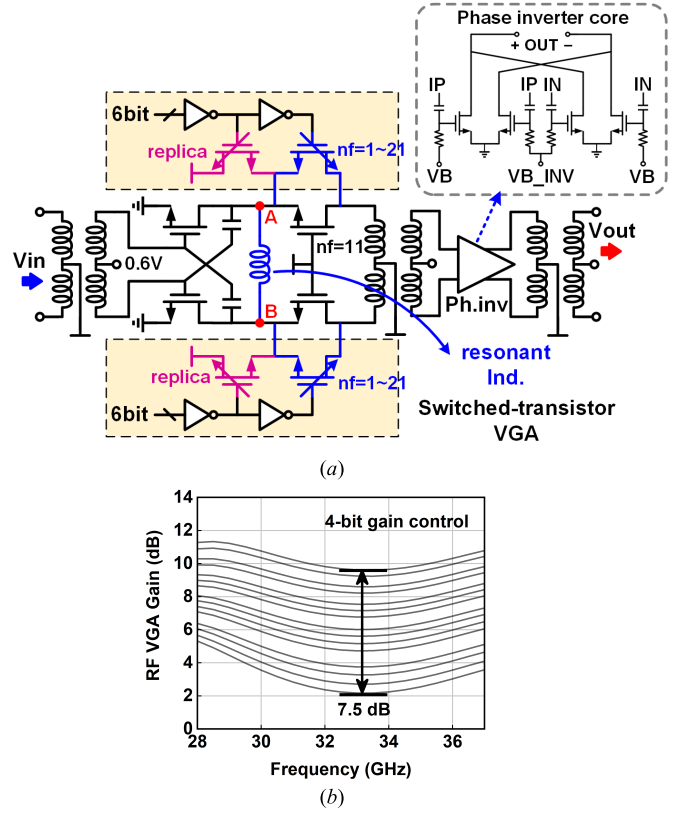 (a)
Phase inverter core
+ OUT −
IP
IP
IN
IN
VB
VB_INV
VB
6bit
replica
nf=1~21
A
nf=11
Vin
0.6V
Vout
Ph.inv
B
replica
nf=1~21
6bit
resonant
Ind.
Switched-transistor
VGA
(a)
14
12
10
8
6
4
2
0
RF VGA Gain (dB)
4-bit gain control
7.5 dB
28
30
32
34
36
Frequency (GHz)
(b)